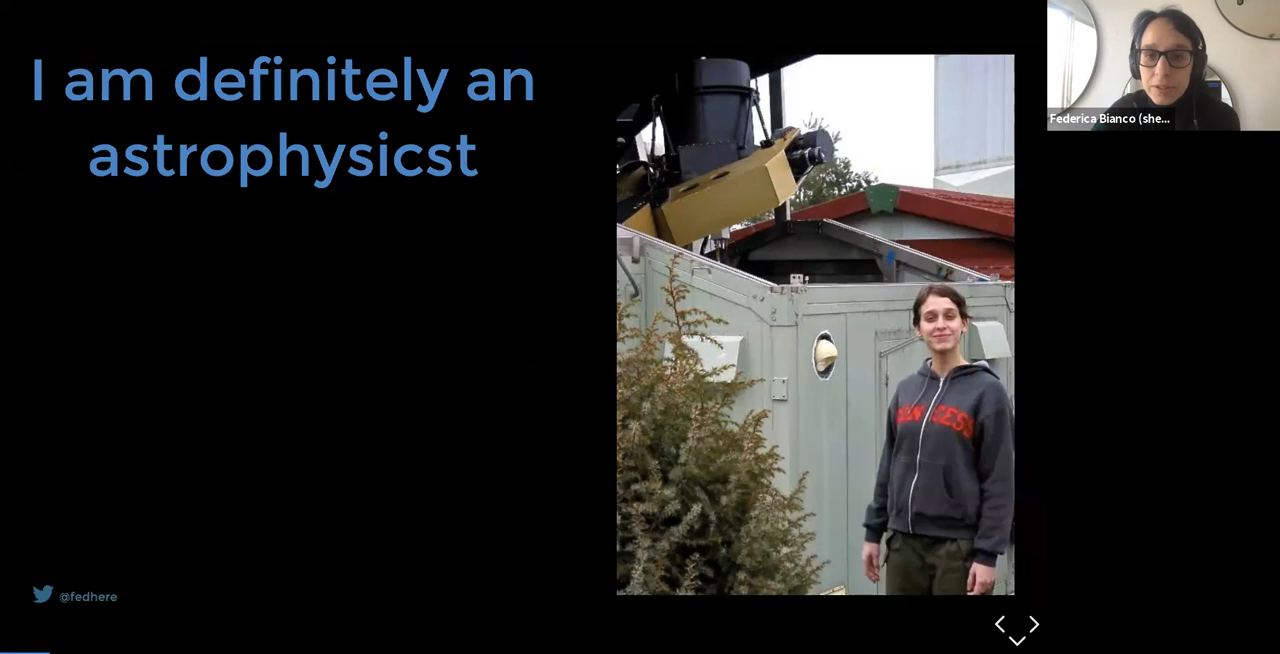 I am definitely an
astrophysicst
Federica Bianco (she...
@fedhere